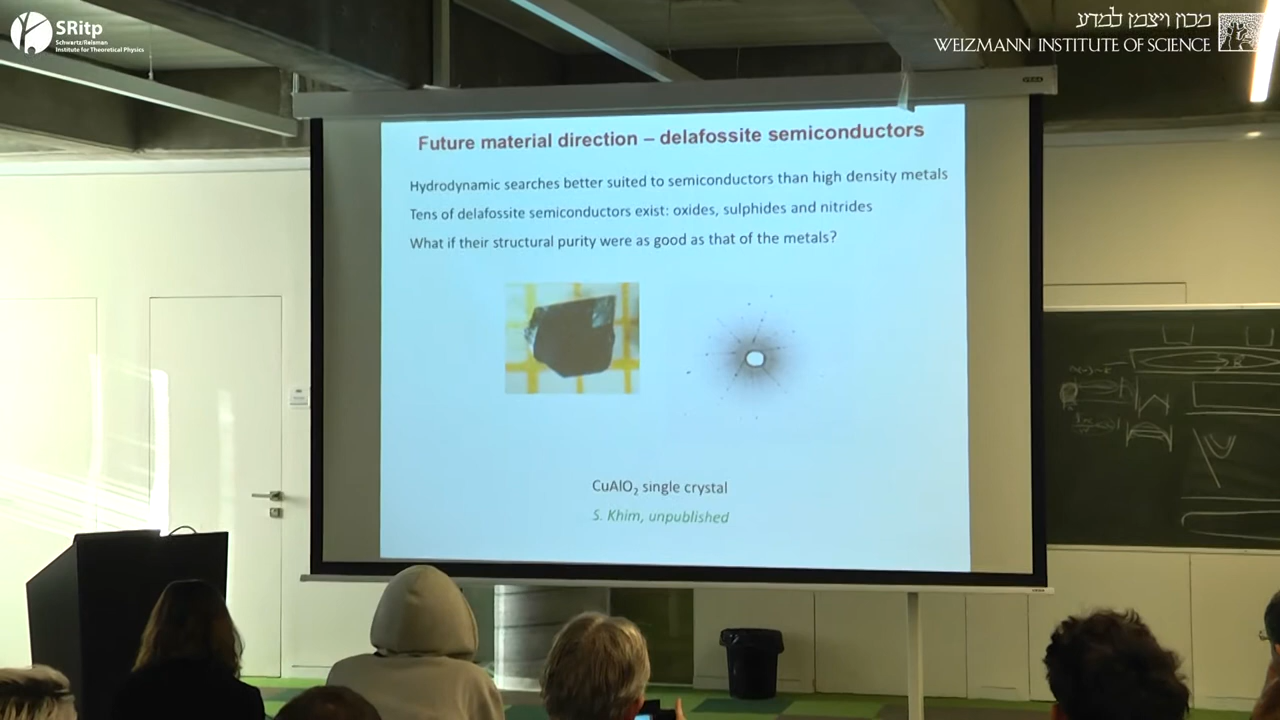 SRitp
Schwartz/Reisman
Institute for Theoretical Physics
מכון ויצמן למדע
WEIZMANN INSTITUTE OF SCIENCE
Future material direction – delafossite semiconductors
Hydrodynamic searches better suited to semiconductors than high density metals
Tens of delafossite semiconductors exist: oxides, sulphides and nitrides
What if their structural purity were as good as that of the metals?
CuAlO₂ single crystal
S. Khim, unpublished